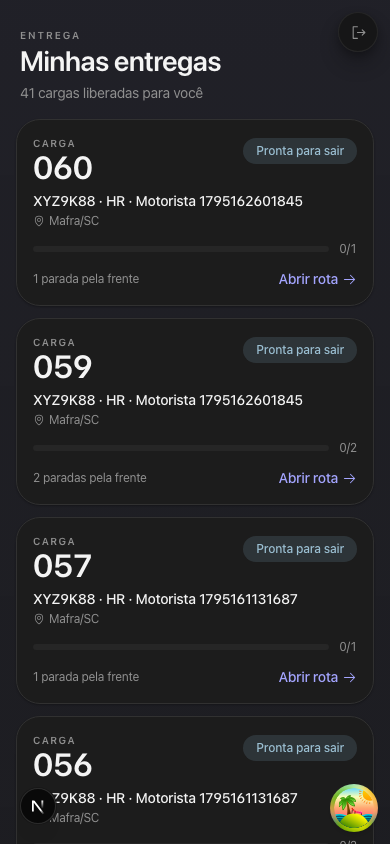 ENTREGA
Minhas entregas
41 cargas liberadas para você
CARGA
Pronta para sair
060
XYZ9K88 · HR · Motorista 1795162601845
Mafra/SC
0/1
1 parada pela frente
Abrir rota →
CARGA
Pronta para sair
059
XYZ9K88 · HR · Motorista 1795162601845
Mafra/SC
0/2
2 paradas pela frente
Abrir rota →
CARGA
Pronta para sair
057
XYZ9K88 · HR · Motorista 1795161131687
Mafra/SC
0/1
1 parada pela frente
Abrir rota →
CARGA
Pronta para sair
056
Z9K88 · HR · Motorista 1795161131687
N
Mafra/SC